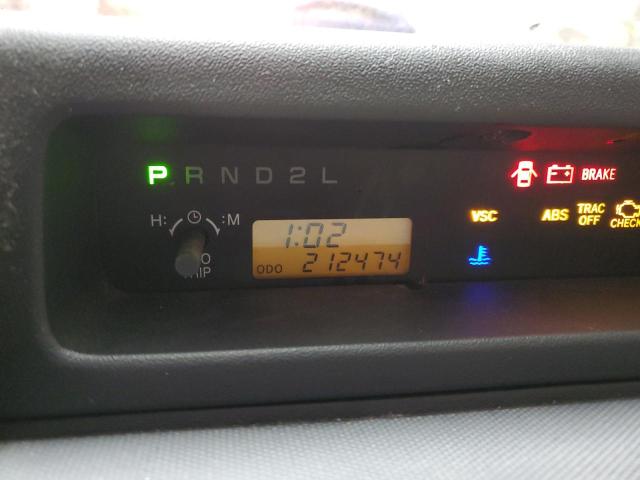 P R N D 2 L
BRAKE
H: :M
VSC ABS TRAC OFF CHECK
1:02
ODO 212474